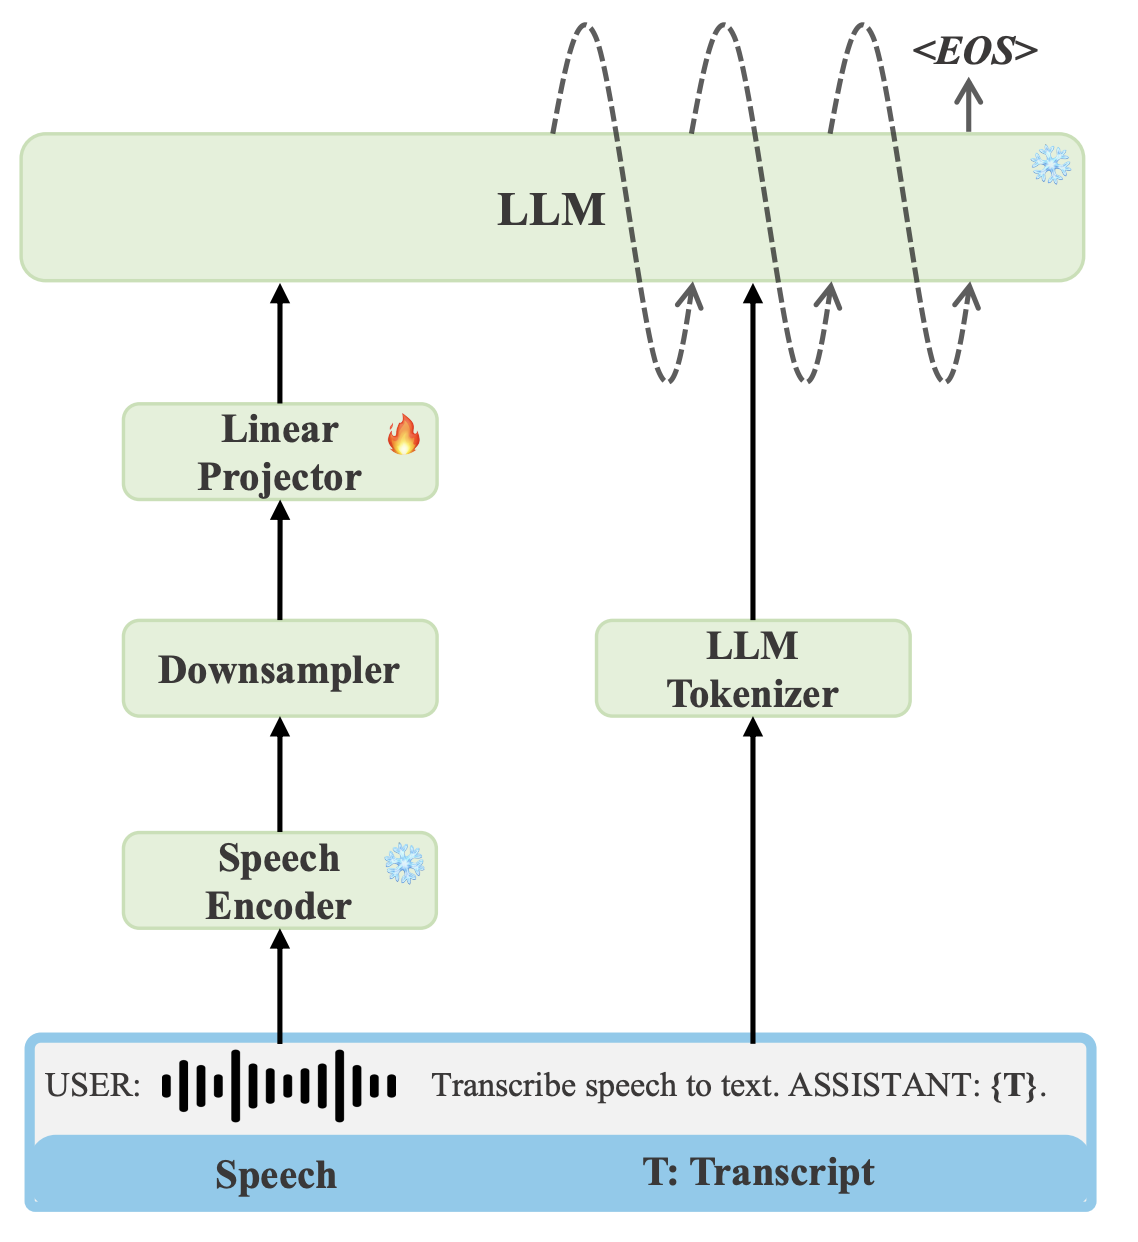 <EOS>
LLM
Linear
Projector
Downsampler
LLM
Tokenizer
Speech
Encoder
USER: Transcribe speech to text. ASSISTANT: {T}.
Speech
T: Transcript